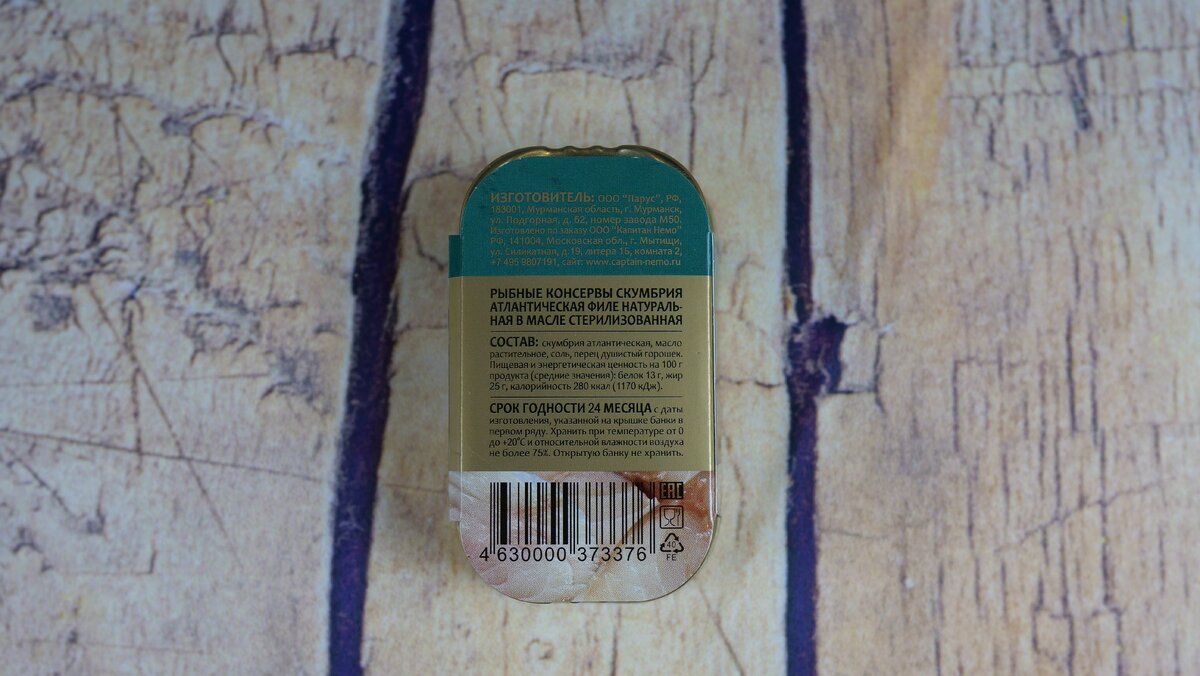 ИЗГОТОВИТЕЛЬ: ООО "Парус", РФ,
183001, Мурманская область, г. Мурманск,
ул. Подгорная, д. 62, номер завода М50.
Изготовлено по заказу ООО "Капитан Немо"
РФ, 141004, Московская обл., г. Мытищи,
ул. Силикатная, д.19, литера 1Б, комната 2,
+7 495 9807191, сайт: www.captain-nemo.ru
РЫБНЫЕ КОНСЕРВЫ СКУМБРИЯ
АТЛАНТИЧЕСКАЯ ФИЛЕ НАТУРАЛЬ-
НАЯ В МАСЛЕ СТЕРИЛИЗОВАННАЯ
СОСТАВ: скумбрия атлантическая, масло
растительное, соль, перец душистый горошек.
Пищевая и энергетическая ценность на 100 г
продукта (средние значения): белок 13 г, жир
25 г, калорийность 280 ккал (1170 кДж).
СРОК ГОДНОСТИ 24 МЕСЯЦА с даты
изготовления, указанной на крышке банки в
первом ряду. Хранить при температуре от 0
до +20°С и относительной влажности воздуха
не более 75%. Открытую банку не хранить.
EAC
4 630000 373376
40
FE